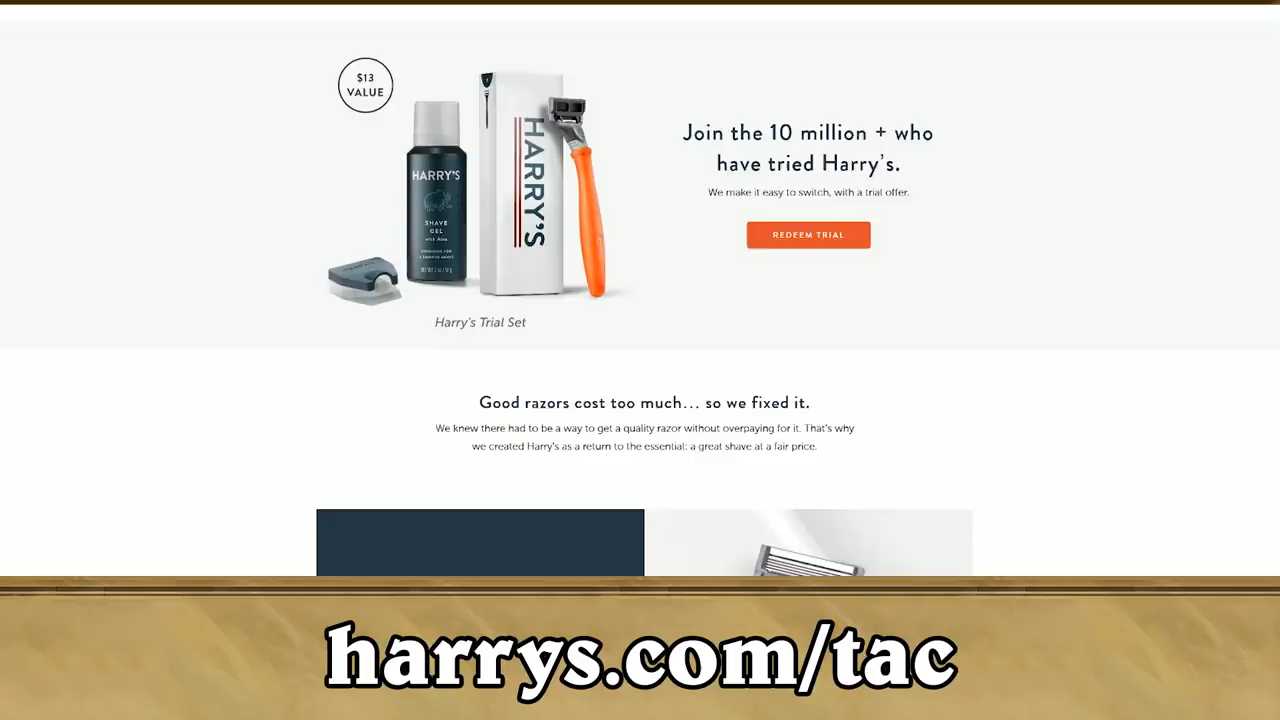 $13
VALUE
HARRY'S
SHAVE
GEL
with Aloe
HARRY'S
Join the 10 million + who
have tried Harry's.
We make it easy to switch, with a trial offer.
REDEEM TRIAL
Harry's Trial Set
Good razors cost too much... so we fixed it.
We knew there had to be a way to get a quality razor without overpaying for it. That's why
we created Harry's as a return to the essential: a great shave at a fair price.
harrys.com/tac